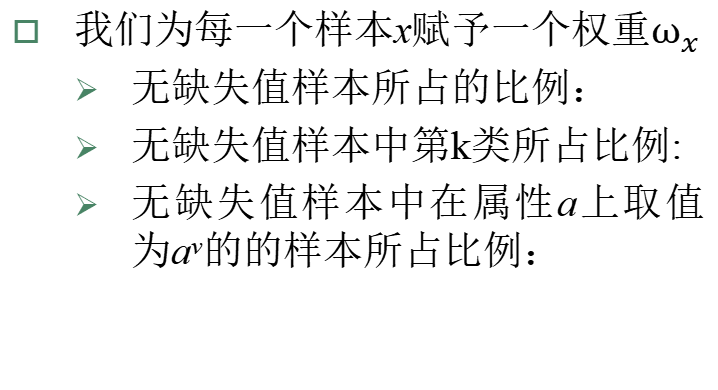 我们为每一个样本x赋予一个权重ωₓ
无缺失值样本所占的比例：
无缺失值样本中第k类所占比例:
无缺失值样本中在属性a上取值
为aᵛ的的样本所占比例：